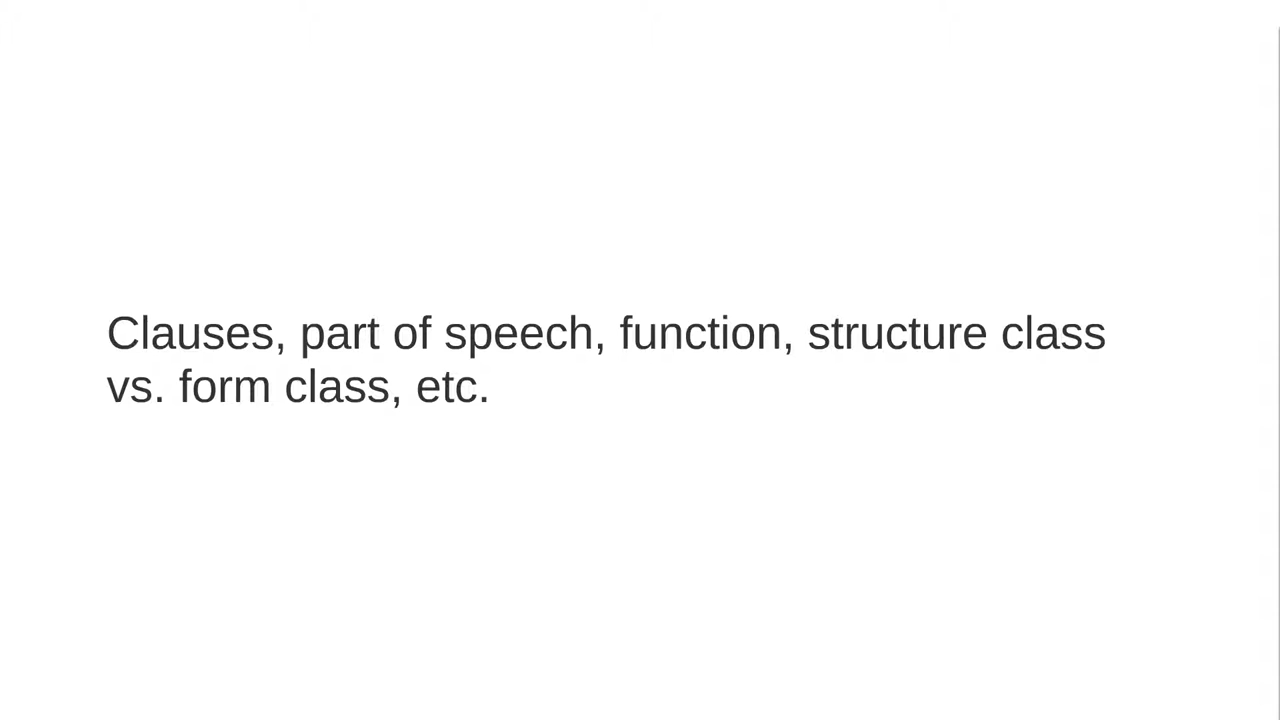 Clauses, part of speech, function, structure class
vs. form class, etc.